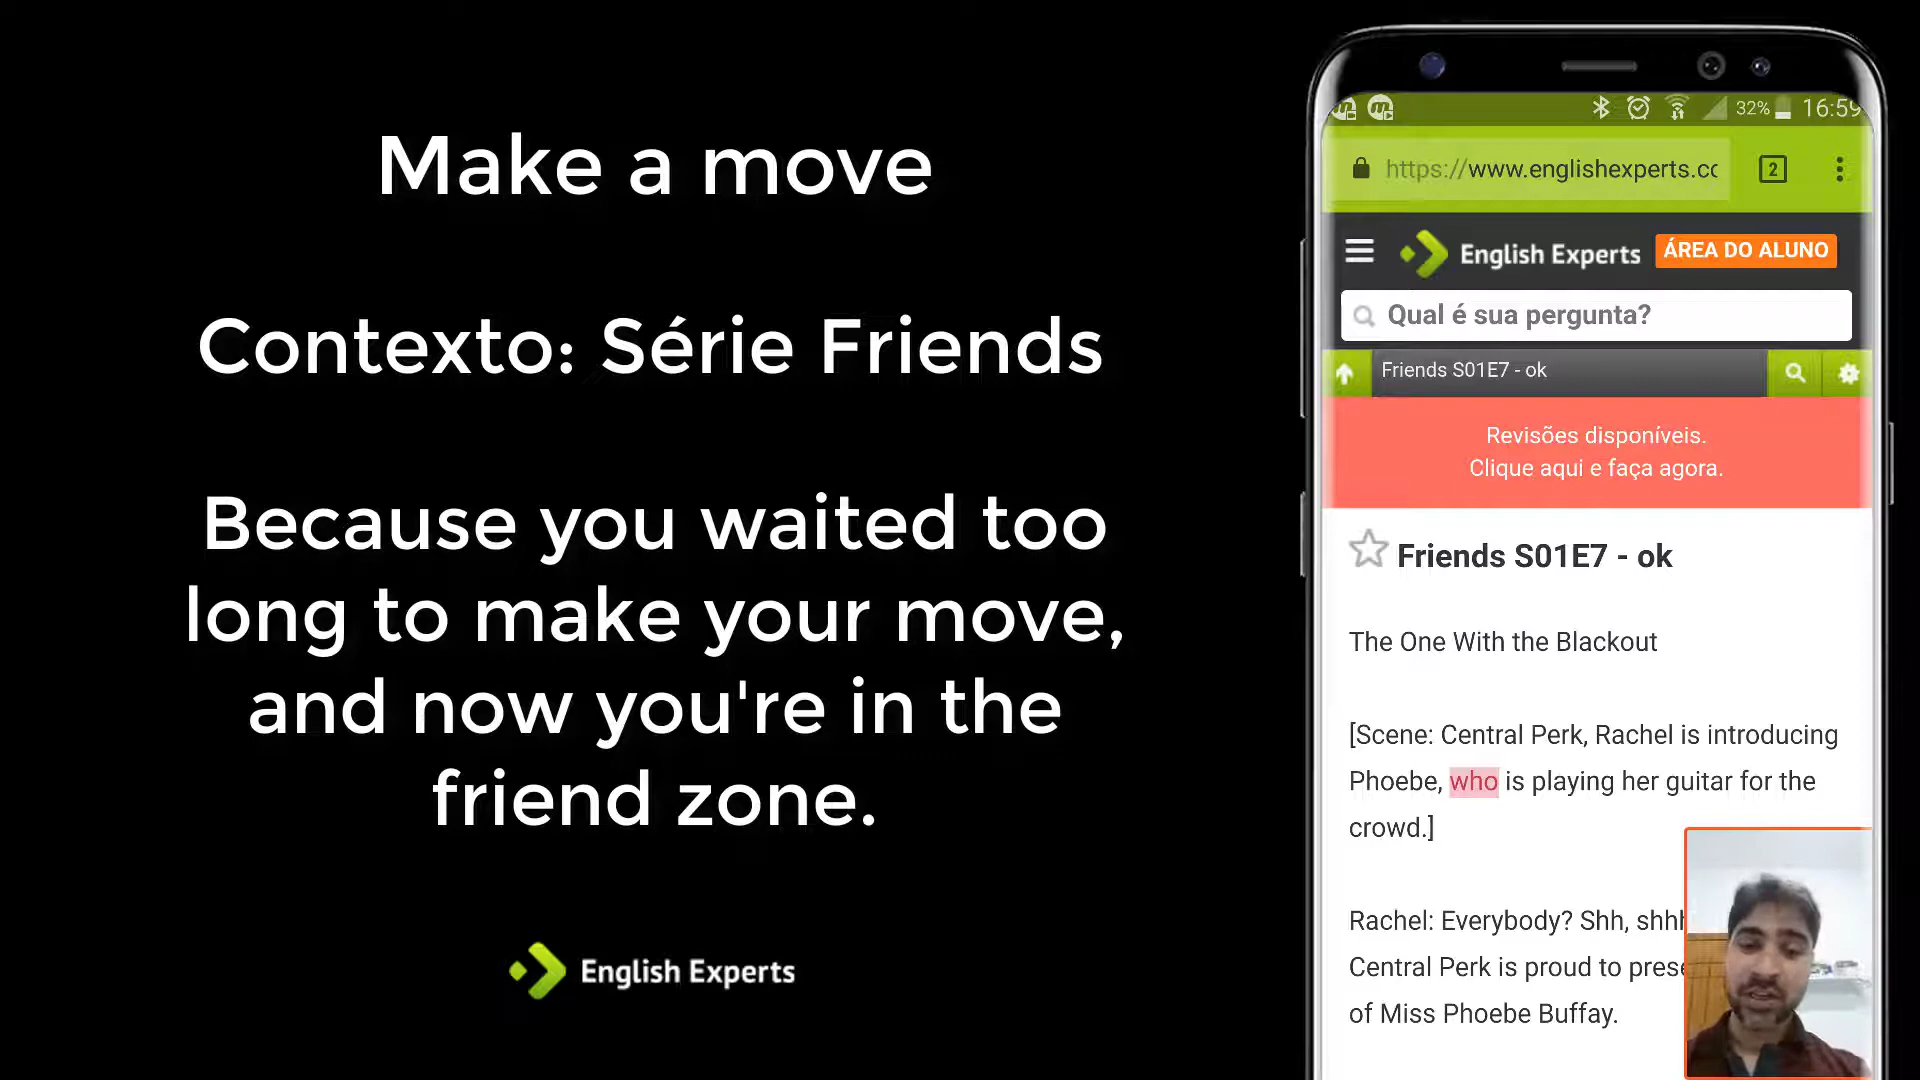 Make a move
Contexto: Série Friends
Because you waited too
long to make your move,
and now you're in the
friend zone.
English Experts
32% 16:59
https://www.englishexperts.cc
2
English Experts ÁREA DO ALUNO
Qual é sua pergunta?
Friends S01E7 - ok
Revisões disponíveis.
Clique aqui e faça agora.
Friends S01E7 - ok
The One With the Blackout
[Scene: Central Perk, Rachel is introducing
Phoebe, who is playing her guitar for the
crowd.]
Rachel: Everybody? Shh, shhh
Central Perk is proud to prese
of Miss Phoebe Buffay.